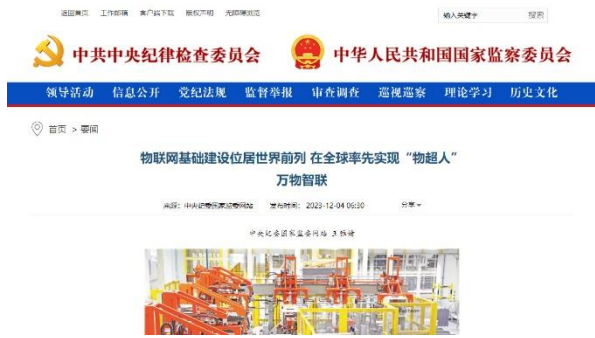 返回首页 工作邮箱 客户端下载 版权声明 无障碍浏览 输入关键字 搜索
中共中央纪律检查委员会 中华人民共和国国家监察委员会
领导活动 信息公开 党纪法规 监督举报 审查调查 巡视巡察 理论学习 历史文化
首页 > 要闻
物联网基础建设位居世界前列 在全球率先实现“物超人”
万物智联
来源：中央纪委国家监委网站 发布时间：2023-12-04 06:30 分享
中央纪委国家监委网站 王雅婧